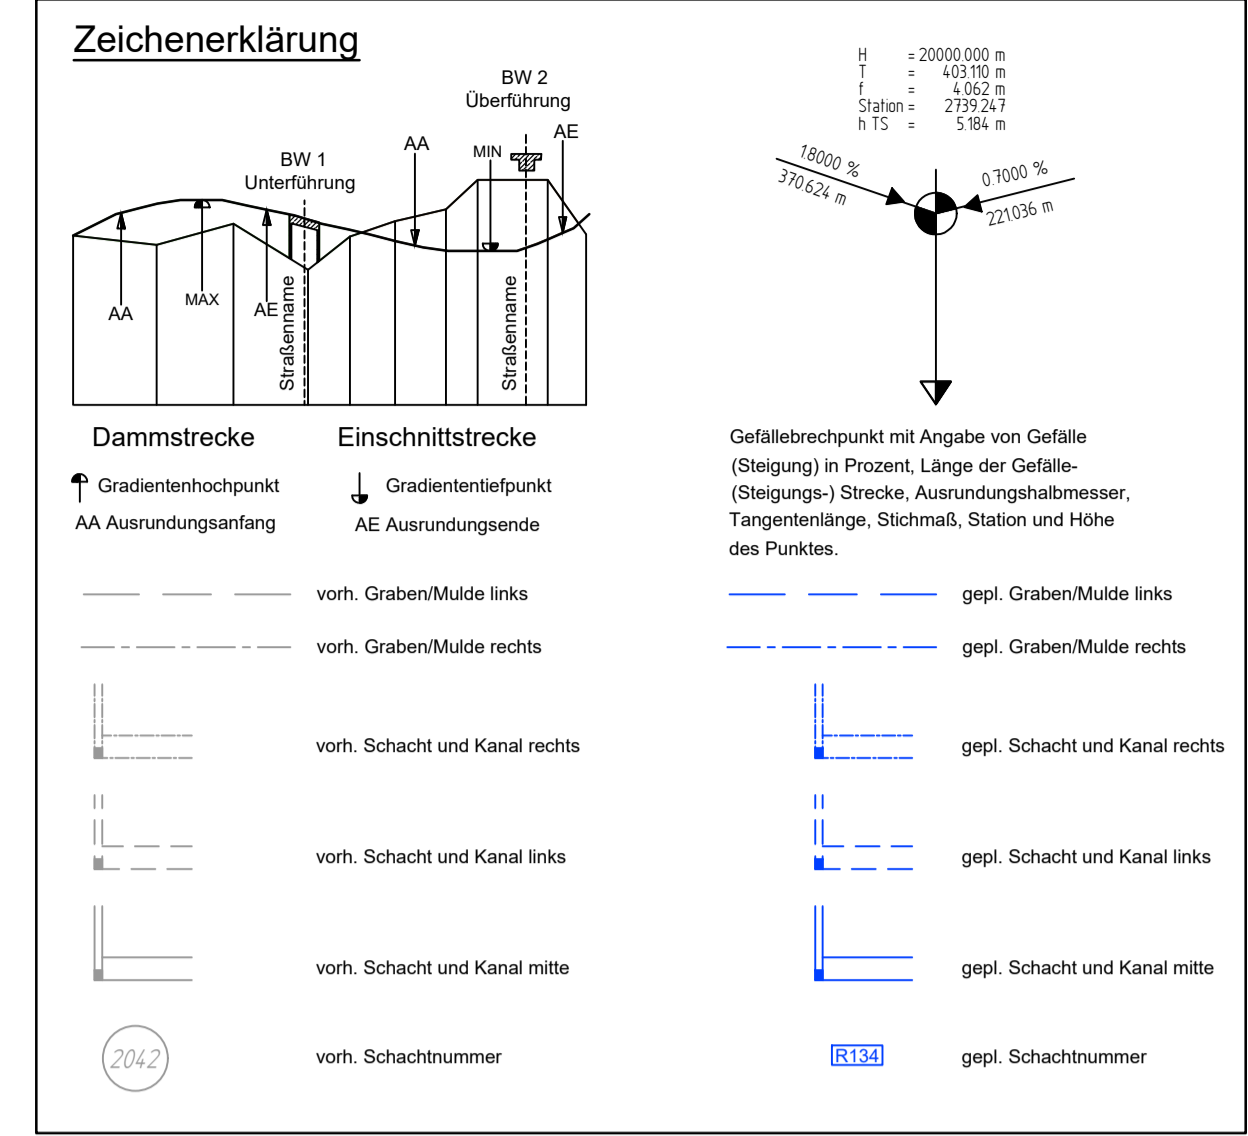 Zeichenerklärung
BW 2
Überführung
AA
MIN
AE
BW 1
Unterführung
AA
MAX
AE
Straßenname
Straßenname
H = 20000.000 m
T = 403.110 m
f = 4.062 m
Station = 2739.247
h TS = 5.184 m
1.8000 %
370.624 m
0.7000 %
221.036 m
Dammstrecke
Einschnittstrecke
Gradientenhochpunkt
Gradiententiefpunkt
AA Ausrundungsanfang
AE Ausrundungsende
Gefällebrechpunkt mit Angabe von Gefälle
(Steigung) in Prozent, Länge der Gefälle-
(Steigungs-) Strecke, Ausrundungshalbmesser,
Tangentenlänge, Stichmaß, Station und Höhe
des Punktes.
vorh. Graben/Mulde links
gepl. Graben/Mulde links
vorh. Graben/Mulde rechts
gepl. Graben/Mulde rechts
vorh. Schacht und Kanal rechts
gepl. Schacht und Kanal rechts
vorh. Schacht und Kanal links
gepl. Schacht und Kanal links
vorh. Schacht und Kanal mitte
gepl. Schacht und Kanal mitte
2042
vorh. Schachtnummer
R134
gepl. Schachtnummer